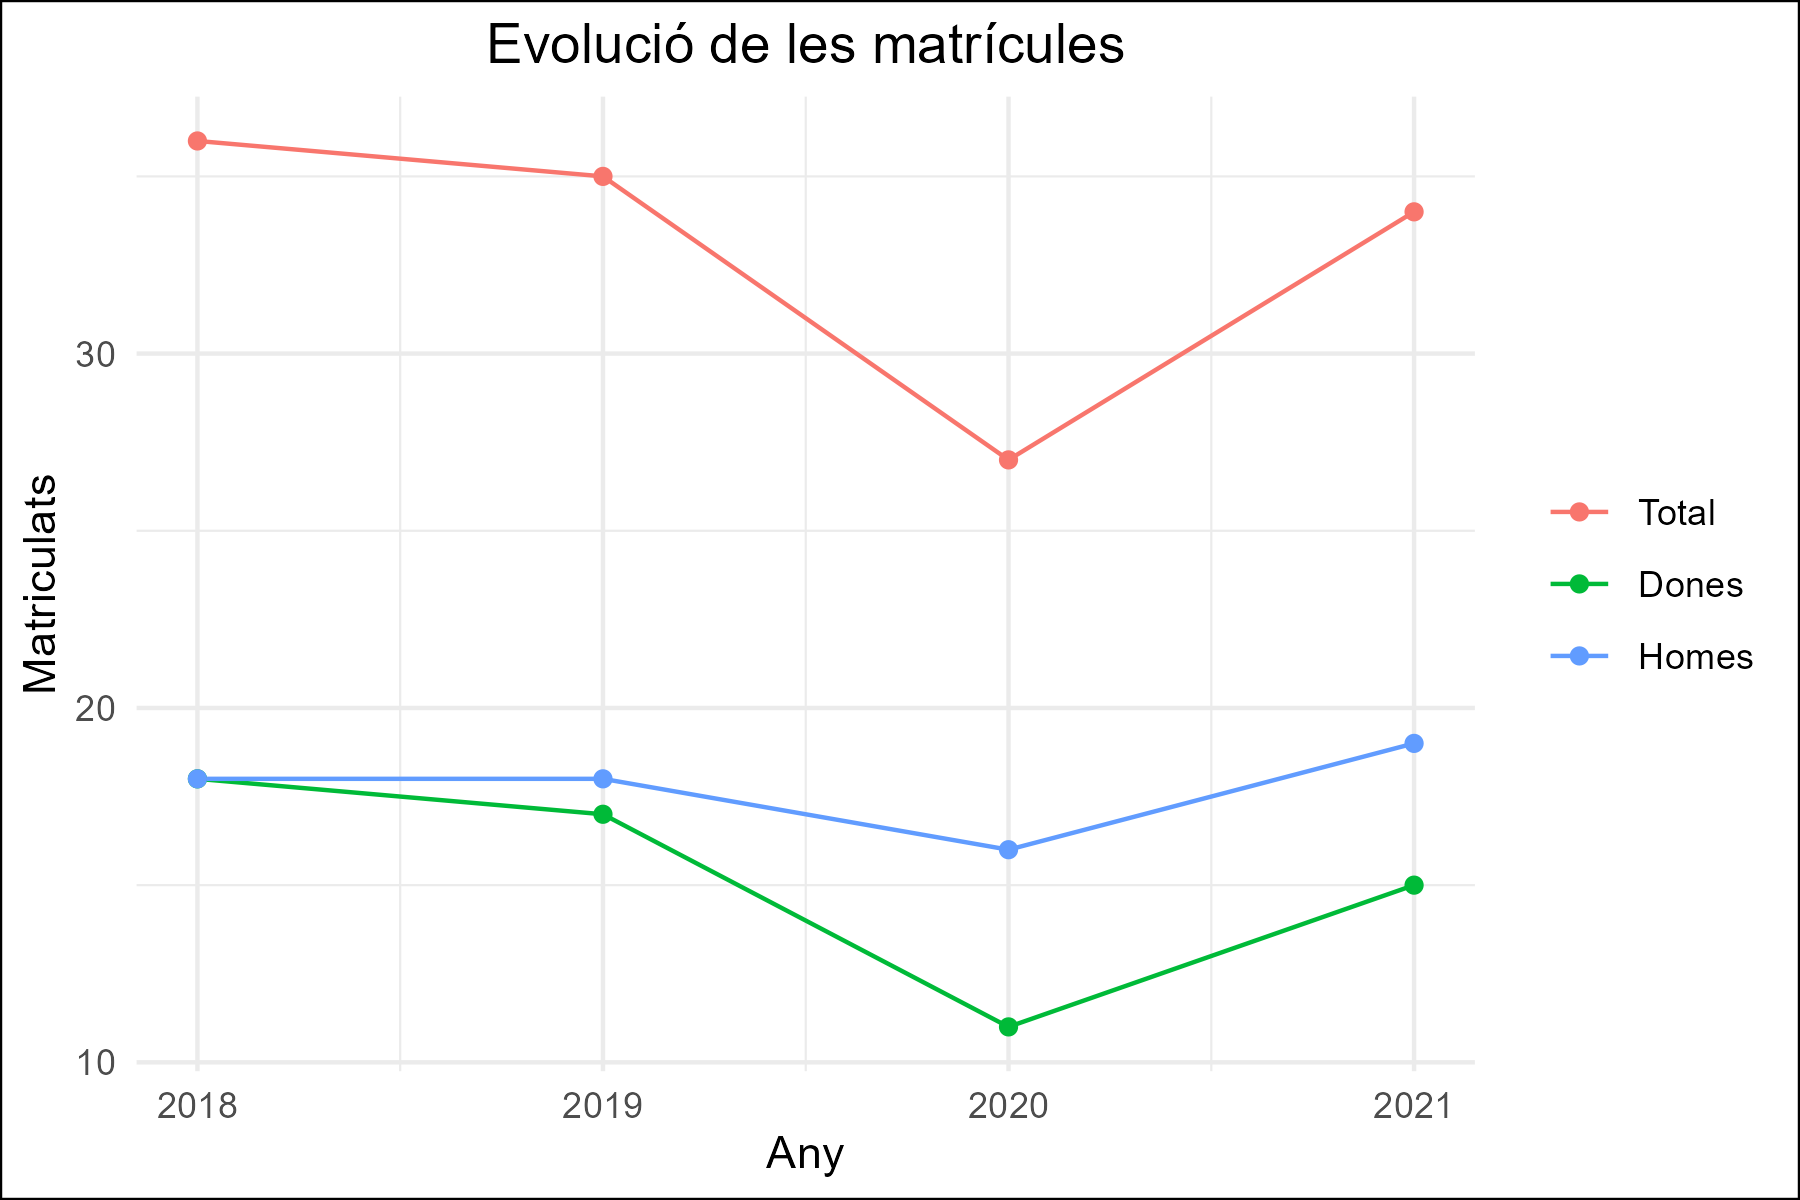 Evolució de les matrícules
Matriculats
30
20
10
2018
2019
2020
2021
Any
Total
Dones
Homes